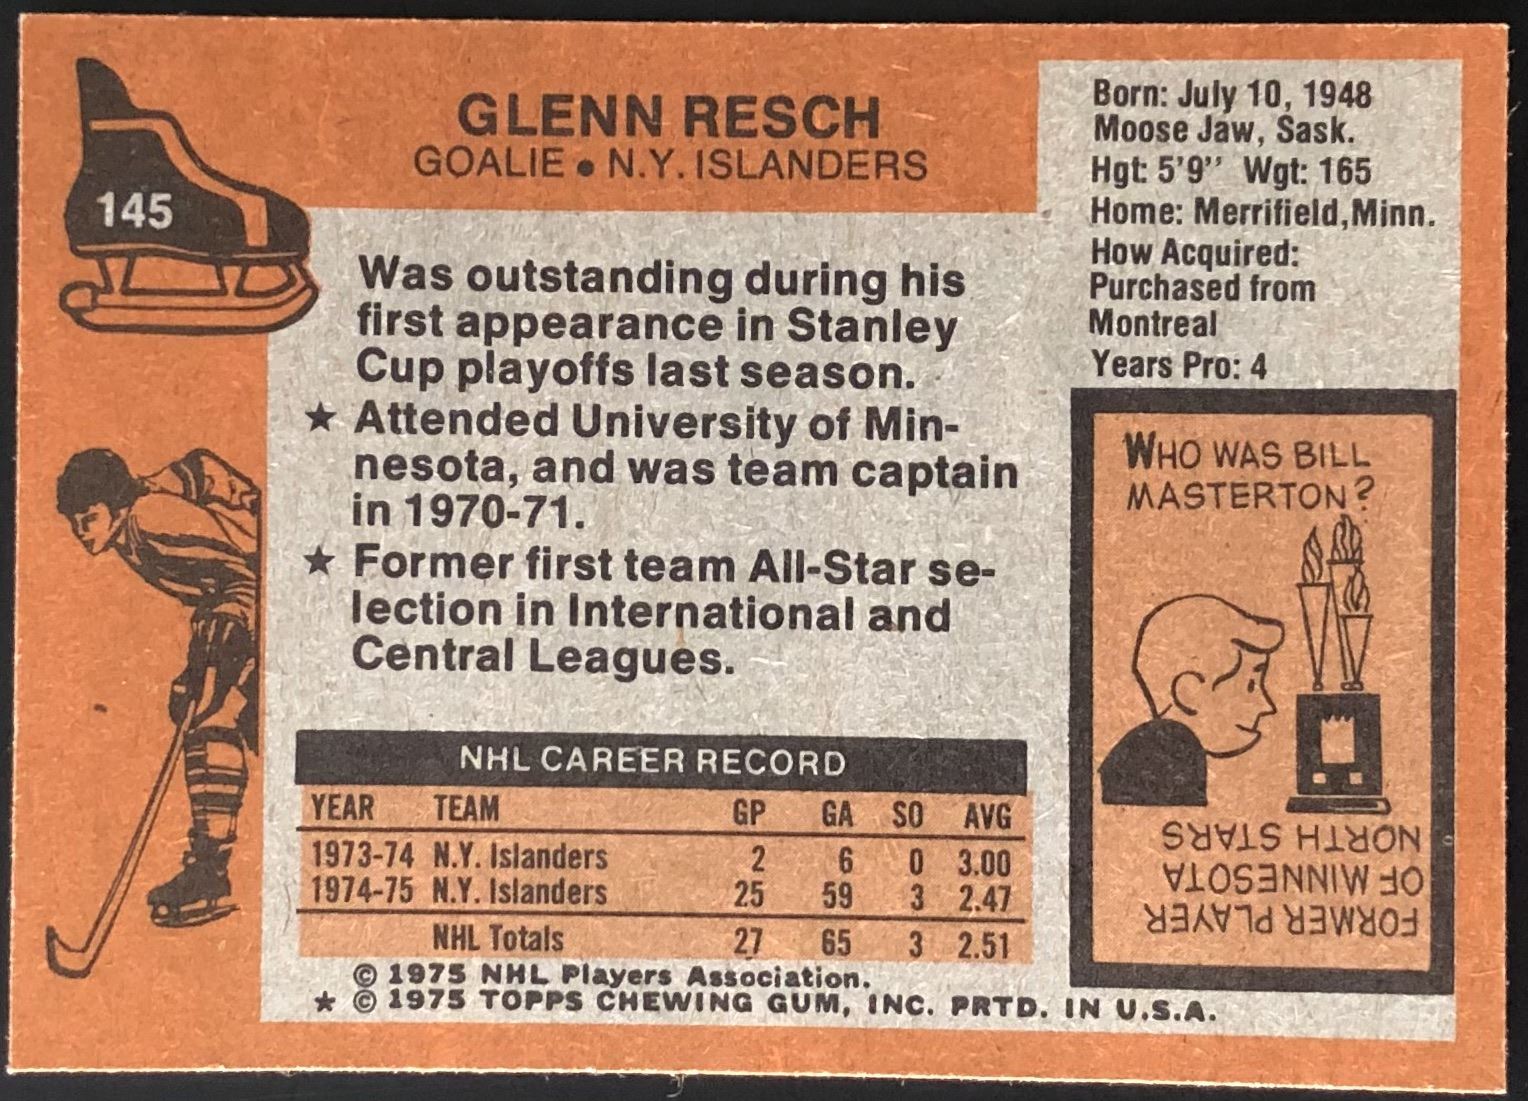 145
GLENN RESCH
GOALIE • N.Y. ISLANDERS
Born: July 10, 1948
Moose Jaw, Sask.
Hgt: 5'9" Wgt: 165
Home: Merrifield, Minn.
How Acquired:
Purchased from
Montreal
Years Pro: 4
Was outstanding during his
first appearance in Stanley
Cup playoffs last season.
★ Attended University of Min-
nesota, and was team captain
in 1970-71.
★ Former first team All-Star se-
lection in International and
Central Leagues.
WHO WAS BILL
MASTERTON?
FORMER PLAYER
OF MINNESOTA
NORTH STARS
NHL CAREER RECORD
YEAR TEAM GP GA SO AVG
1973-74 N.Y. Islanders 2 6 0 3.00
1974-75 N.Y. Islanders 25 59 3 2.47
NHL Totals 27 65 3 2.51
© 1975 NHL Players Association.
★ © 1975 TOPPS CHEWING GUM, INC. PRTD. IN U.S.A.